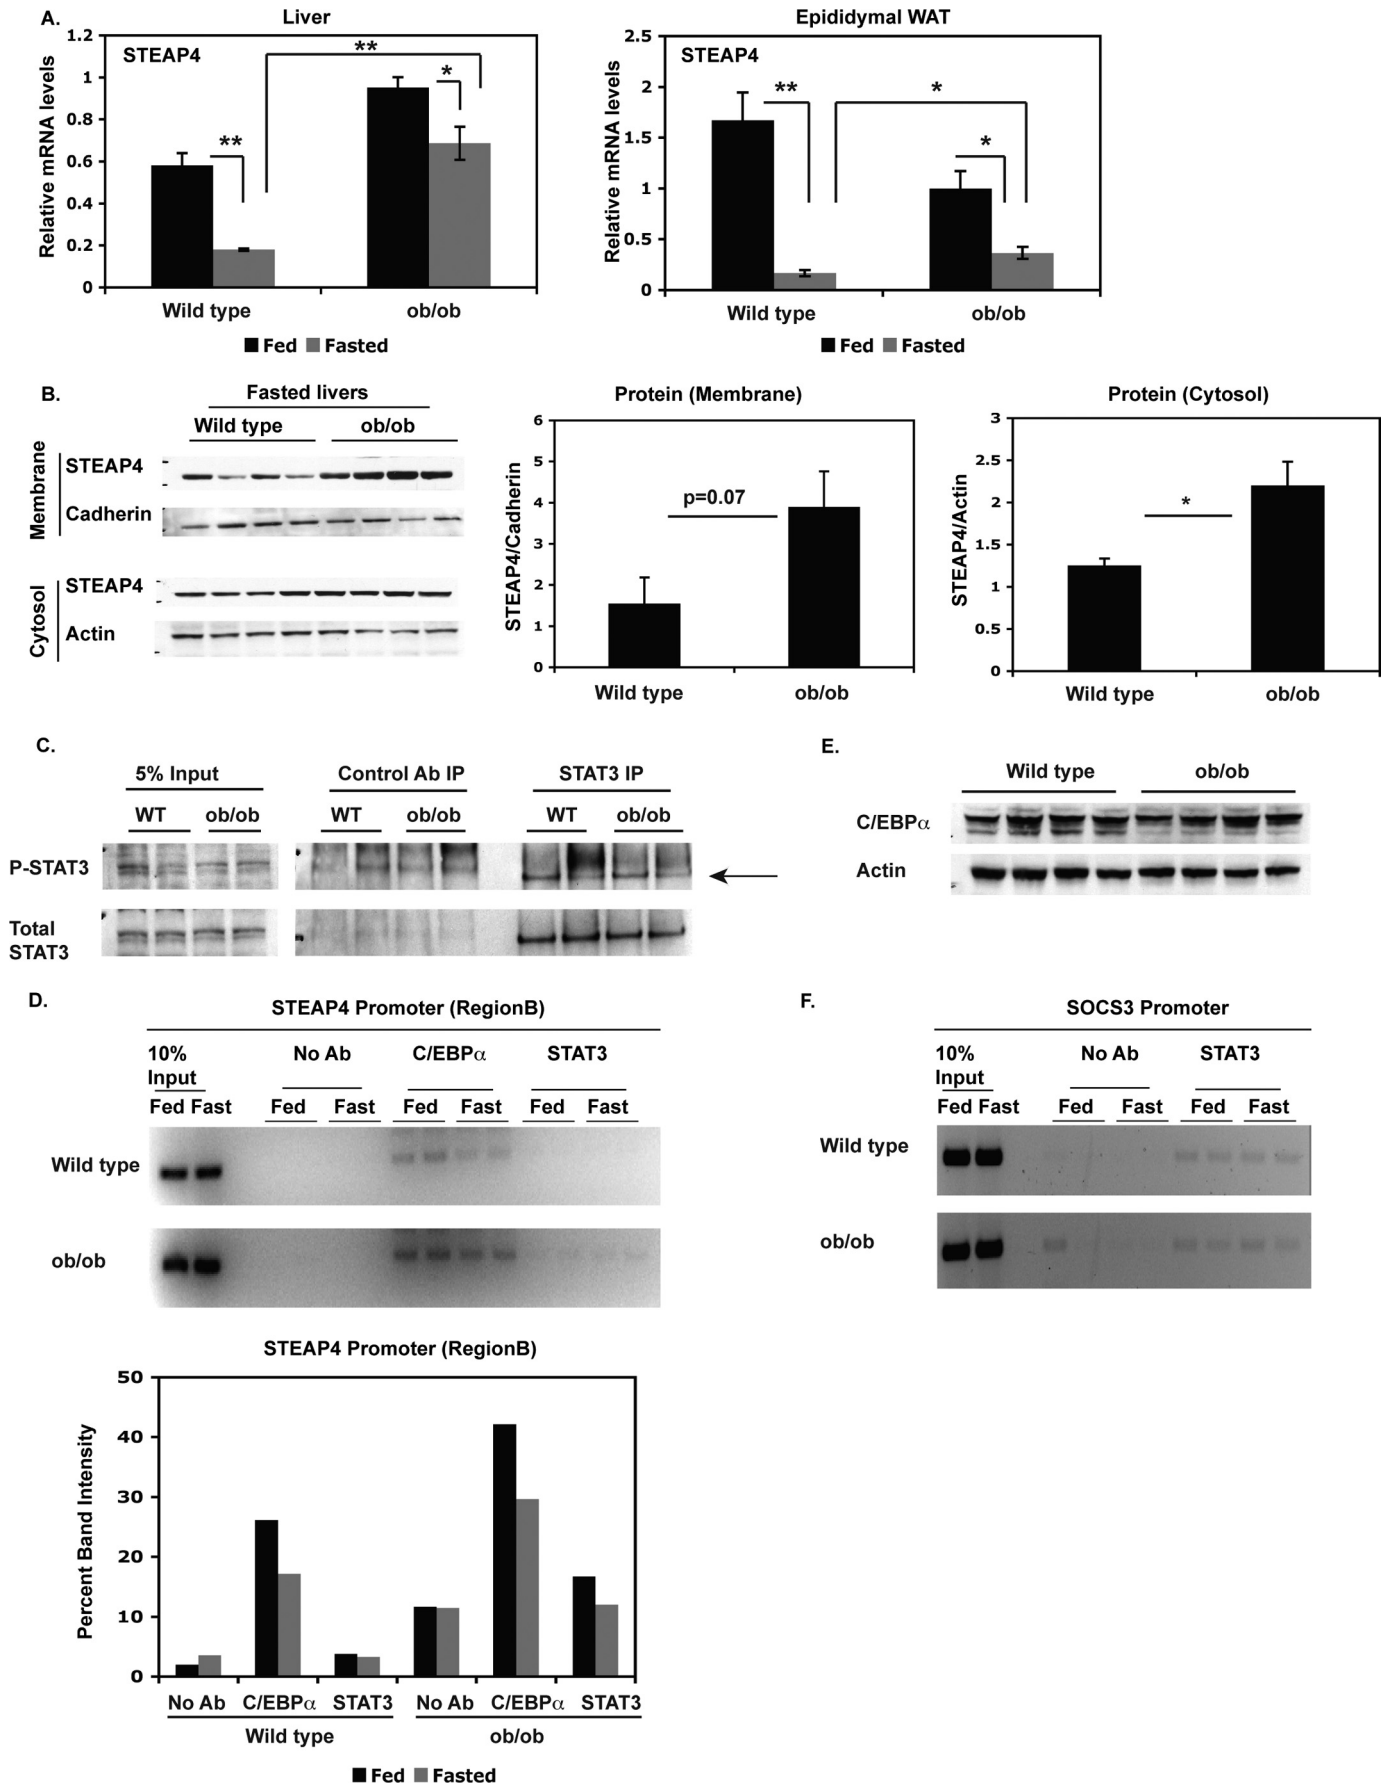 A.
Liver
STEAP4
Relative mRNA levels
1.2
1
0.8
0.6
0.4
0.2
0
**
**
*
Wild type
ob/ob
Fed Fasted
Epididymal WAT
STEAP4
Relative mRNA levels
2.5
2
1.5
1
0.5
0
**
*
*
Wild type
ob/ob
Fed Fasted
B.
Fasted livers
Wild type ob/ob
Membrane
STEAP4
Cadherin
Cytosol
STEAP4
Actin
Protein (Membrane)
STEAP4/Cadherin
6
5
4
3
2
1
0
p=0.07
Wild type
ob/ob
Protein (Cytosol)
STEAP4/Actin
3
2.5
2
1.5
1
0.5
0
*
Wild type
ob/ob
C.
5% Input Control Ab IP STAT3 IP
WT ob/ob WT ob/ob WT ob/ob
P-STAT3
Total
STAT3
E.
Wild type ob/ob
C/EBPα
Actin
D.
STEAP4 Promoter (RegionB)
10%
Input
No Ab C/EBPα STAT3
Fed Fast Fed Fast Fed Fast Fed Fast
Wild type
ob/ob
STEAP4 Promoter (RegionB)
Percent Band Intensity
50
40
30
20
10
0
No Ab C/EBPα STAT3 No Ab C/EBPα STAT3
Wild type ob/ob
Fed Fasted
F.
SOCS3 Promoter
10%
Input
No Ab STAT3
Fed Fast Fed Fast Fed Fast
Wild type
ob/ob